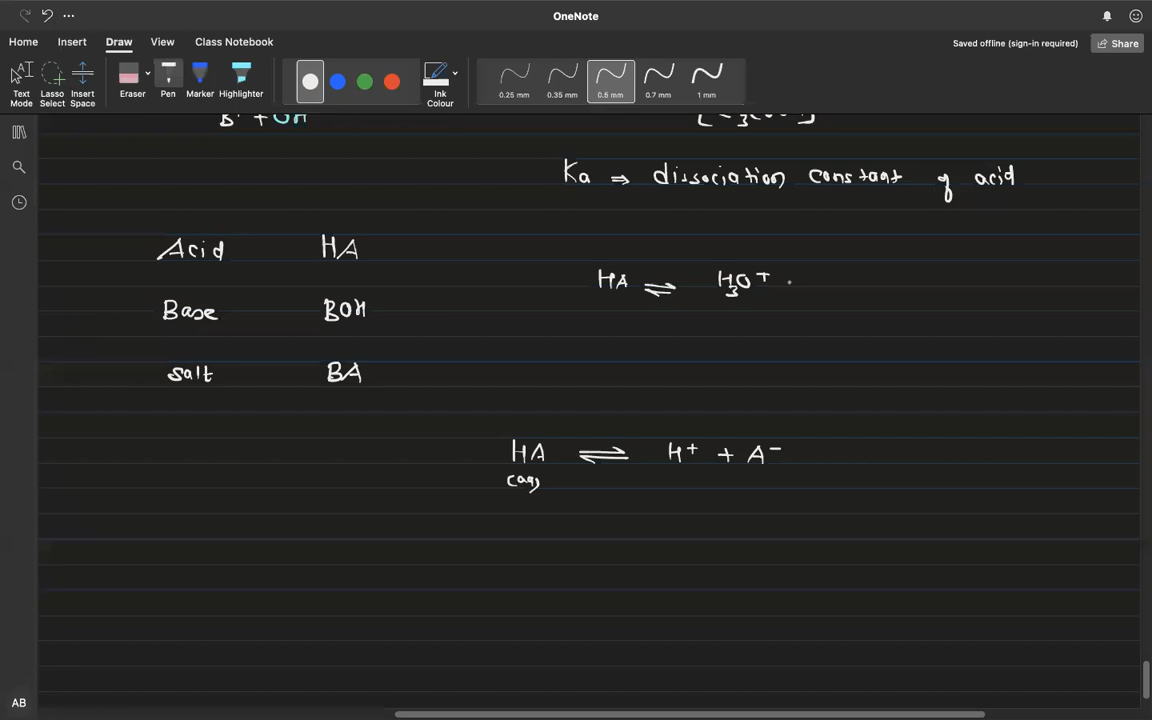 OneNote
Home Insert Draw View Class Notebook
Saved offline (sign-in required) Share
Text Mode
Lasso Select
Insert Space
Eraser
Pen
Marker
Highlighter
Ink Colour
0.25 mm 0.35 mm 0.5 mm 0.7 mm 1 mm
Ka ⇒ dissociation constant of acid
Acid HA
HA ⇌ H₃O⁺
Base BOH
salt BA
HA ⇌ H⁺ + A⁻
(aq)
AB